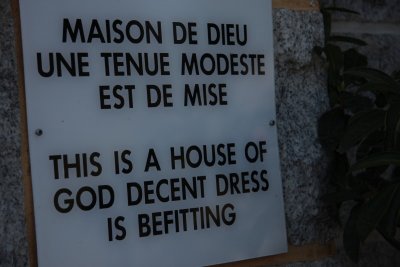 MAISON DE DIEU
UNE TENUE MODESTE
EST DE MISE
THIS IS A HOUSE OF
GOD DECENT DRESS
IS BEFITTING